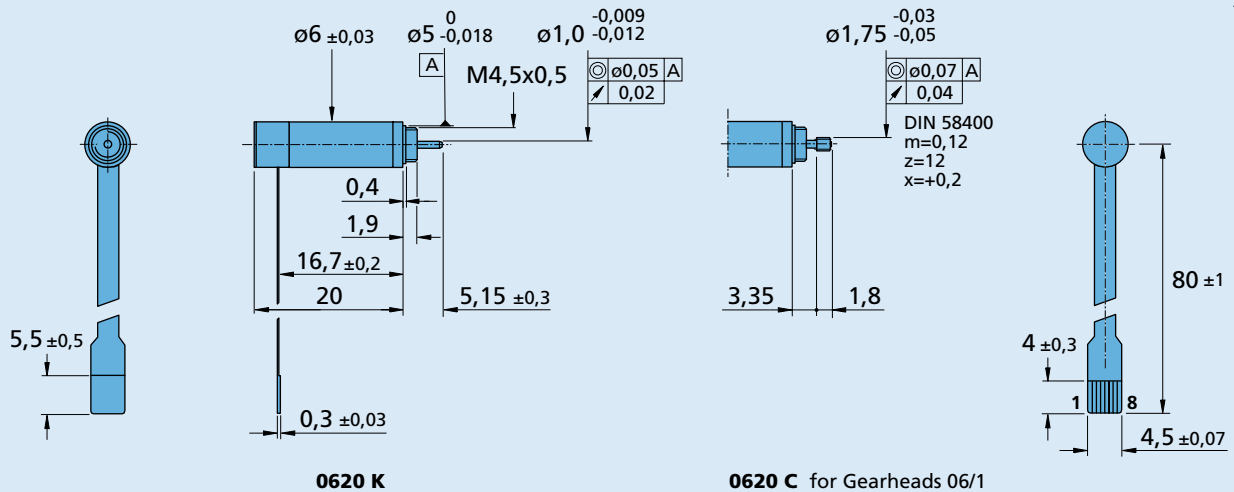 ø6 ±0,03
ø5 0 -0,018
A
M4,5x0,5
ø1,0 -0,009 -0,012
ø0,05 A
0,02
ø1,75 -0,03 -0,05
ø0,07 A
0,04
DIN 58400
m=0,12
z=12
x=+0,2
0,4
1,9
16,7 ±0,2
20
5,15 ±0,3
3,35
1,8
80 ±1
5,5 ±0,5
0,3 ±0,03
4 ±0,3
1 8
4,5 ±0,07
0620 K
0620 C for Gearheads 06/1